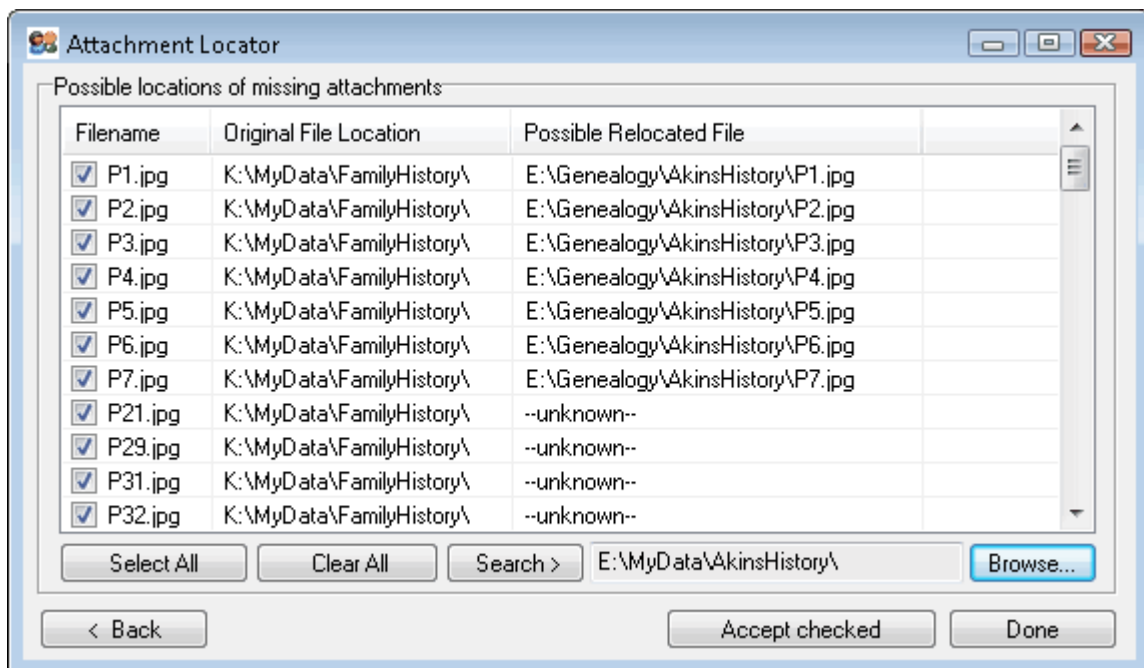 Attachment Locator
Possible locations of missing attachments
Filename Original File Location Possible Relocated File
P1.jpg K:\MyData\FamilyHistory\ E:\Genealogy\AkinsHistory\P1.jpg
P2.jpg K:\MyData\FamilyHistory\ E:\Genealogy\AkinsHistory\P2.jpg
P3.jpg K:\MyData\FamilyHistory\ E:\Genealogy\AkinsHistory\P3.jpg
P4.jpg K:\MyData\FamilyHistory\ E:\Genealogy\AkinsHistory\P4.jpg
P5.jpg K:\MyData\FamilyHistory\ E:\Genealogy\AkinsHistory\P5.jpg
P6.jpg K:\MyData\FamilyHistory\ E:\Genealogy\AkinsHistory\P6.jpg
P7.jpg K:\MyData\FamilyHistory\ E:\Genealogy\AkinsHistory\P7.jpg
P21.jpg K:\MyData\FamilyHistory\ --unknown--
P29.jpg K:\MyData\FamilyHistory\ --unknown--
P31.jpg K:\MyData\FamilyHistory\ --unknown--
P32.jpg K:\MyData\FamilyHistory\ --unknown--
Select All Clear All Search > E:\MyData\AkinsHistory\ Browse...
< Back Accept checked Done